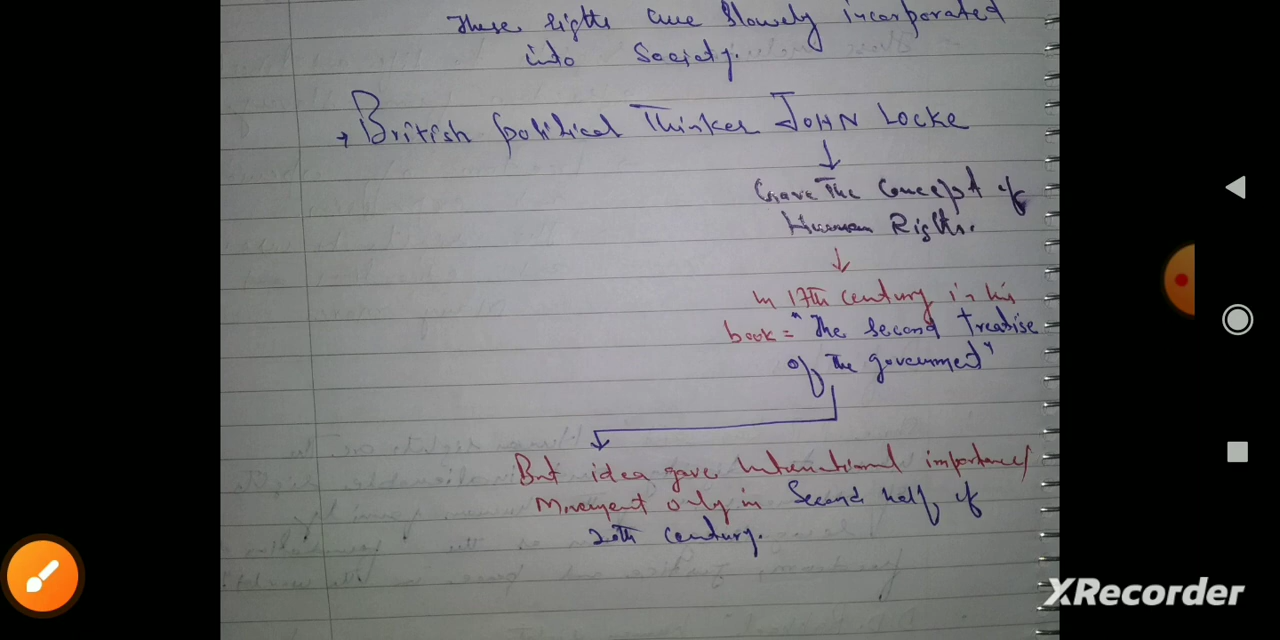 These rights are slowly incorporated
into Society.
→ British political Thinker JOHN LOCKE
Gave The Concept of
Human Rights.
In 17th century in his
book = "The Second Treatise
of The government"
But idea gave International importance/
Movement only in Second half of
20th century.
XRecorder